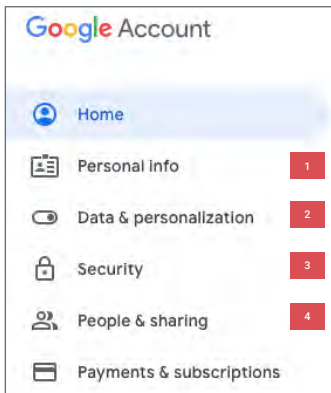 Google Account
Home
Personal info 1
Data & personalization 2
Security 3
People & sharing 4
Payments & subscriptions